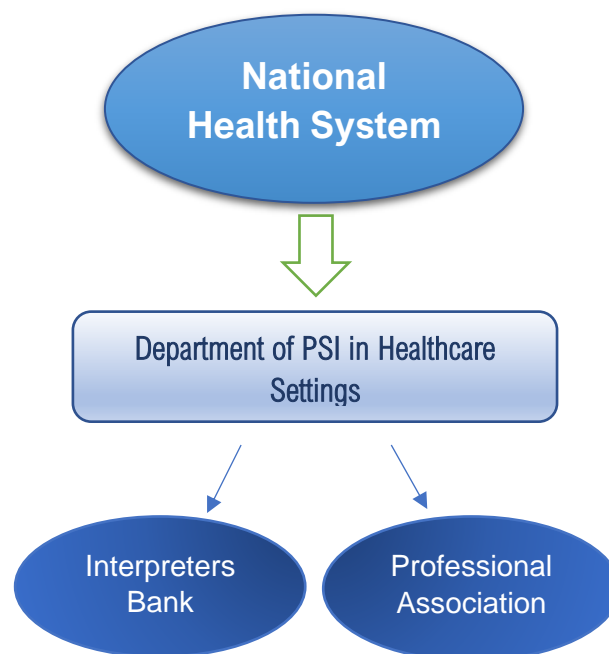 National
Health System
Department of PSI in Healthcare
Settings
Interpreters
Bank
Professional
Association